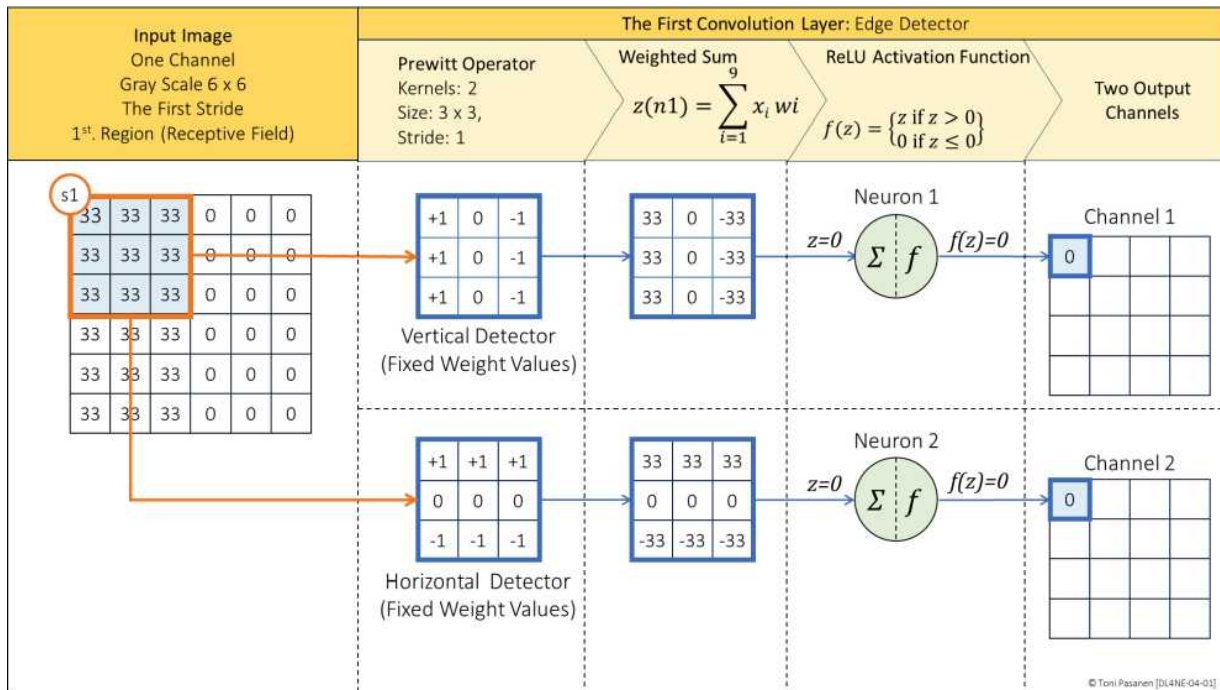 Input Image
One Channel
Gray Scale 6 x 6
The First Stride
1st. Region (Receptive Field)
The First Convolution Layer: Edge Detector
Prewitt Operator
Kernels: 2
Size: 3 x 3,
Stride: 1
Weighted Sum
z(n1) = ∑_{i=1}^{9} x_i wi
ReLU Activation Function
f(z) = {z if z > 0
0 if z ≤ 0}
Two Output
Channels
s1
33 33 33 0 0 0
33 33 33 0 0 0
33 33 33 0 0 0
33 33 33 0 0 0
33 33 33 0 0 0
33 33 33 0 0 0
+1 0 -1
+1 0 -1
+1 0 -1
Vertical Detector
(Fixed Weight Values)
33 0 -33
33 0 -33
33 0 -33
Neuron 1
z=0
Σ f
f(z)=0
Channel 1
0
+1 +1 +1
0 0 0
-1 -1 -1
Horizontal Detector
(Fixed Weight Values)
33 33 33
0 0 0
-33 -33 -33
Neuron 2
z=0
Σ f
f(z)=0
Channel 2
0
© Toni Pasanen [DL4NE-04-01]